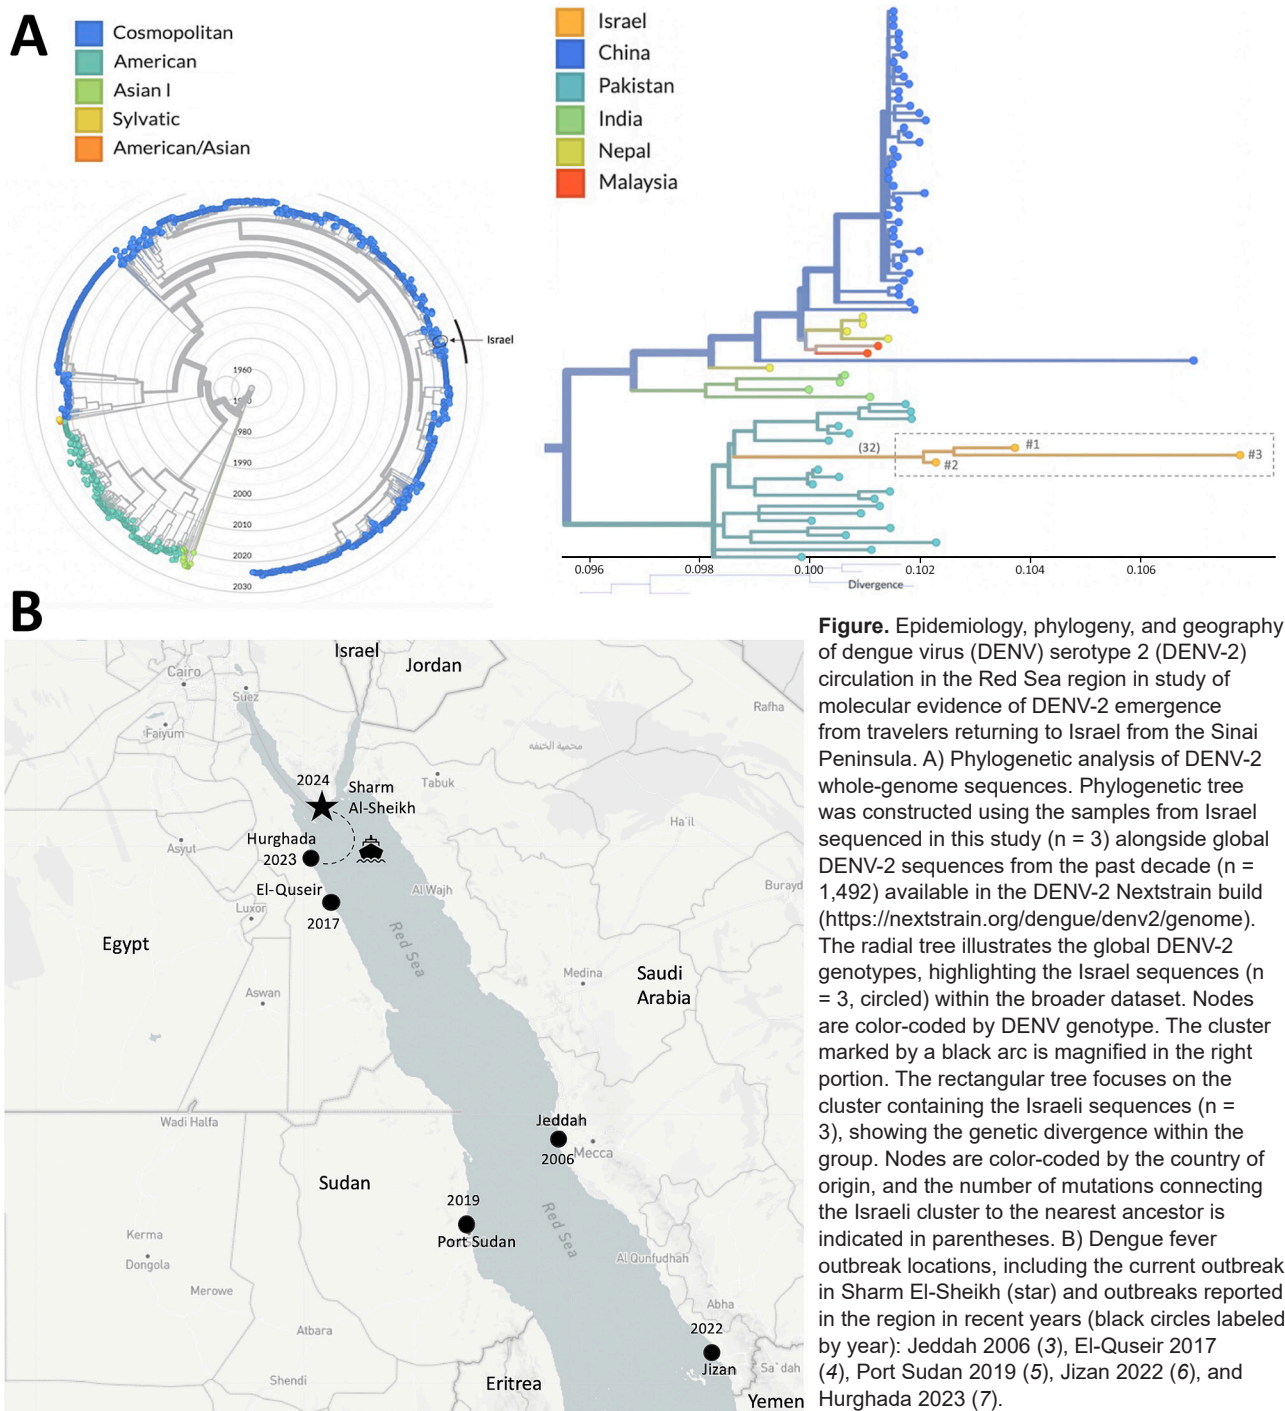 A
Cosmopolitan
American
Asian I
Sylvatic
American/Asian
Israel
1960
1980
1990
2000
2010
2020
2030
Israel
China
Pakistan
India
Nepal
Malaysia
(32)
#1
#2
#3
0.096
0.098
0.100
0.102
0.104
0.106
Divergence
B
Israel
Jordan
Cairo
Suez
Rafha
Faiyum
محمية الخنفه
Tabuk
2024
Sharm
Al-Sheikh
Ha'il
Hurghada
2023
Asyut
El-Quseir
2017
Al Wajh
Burayd
Luxor
Red Sea
Egypt
Medina
Saudi
Arabia
Aswan
Wadi Halfa
Jeddah
2006
Mecca
Sudan
2019
Port Sudan
Red Sea
Kerma
Dongola
Al Qunfudhah
Merowe
Abha
Atbara
2022
Jizan
Sa`dah
Shendi
Eritrea
Yemen
Figure. Epidemiology, phylogeny, and geography
of dengue virus (DENV) serotype 2 (DENV-2)
circulation in the Red Sea region in study of
molecular evidence of DENV-2 emergence
from travelers returning to Israel from the Sinai
Peninsula. A) Phylogenetic analysis of DENV-2
whole-genome sequences. Phylogenetic tree
was constructed using the samples from Israel
sequenced in this study (n = 3) alongside global
DENV-2 sequences from the past decade (n =
1,492) available in the DENV-2 Nextstrain build
(https://nextstrain.org/dengue/denv2/genome).
The radial tree illustrates the global DENV-2
genotypes, highlighting the Israel sequences (n
= 3, circled) within the broader dataset. Nodes
are color-coded by DENV genotype. The cluster
marked by a black arc is magnified in the right
portion. The rectangular tree focuses on the
cluster containing the Israeli sequences (n =
3), showing the genetic divergence within the
group. Nodes are color-coded by the country of
origin, and the number of mutations connecting
the Israeli cluster to the nearest ancestor is
indicated in parentheses. B) Dengue fever
outbreak locations, including the current outbreak
in Sharm El-Sheikh (star) and outbreaks reported
in the region in recent years (black circles labeled
by year): Jeddah 2006 (3), El-Quseir 2017
(4), Port Sudan 2019 (5), Jizan 2022 (6), and
Hurghada 2023 (7).